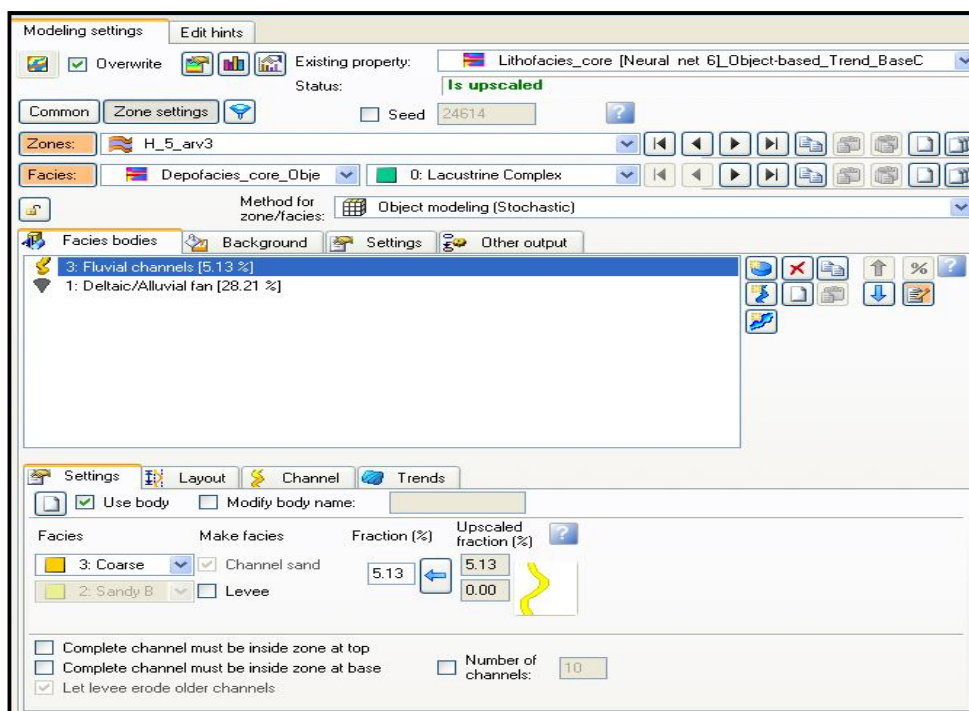 Modeling settings Edit hints
Overwrite Existing property: Lithofacies_core [Neural net 6]_Object-based_Trend_BaseC
Status: Is upscaled
Common Zone settings Seed 24614 ?
Zones: H_5_arv3
Facies: Depofacies_core_Obje 0: Lacustrine Complex
Method for
zone/facies: Object modeling (Stochastic)
Facies bodies Background Settings Other output
3: Fluvial channels [5.13 %] % ?
1: Deltaic/Alluvial fan [28.21 %]
Settings Layout Channel Trends
Use body Modify body name:
Facies Make facies Fraction (%) Upscaled
fraction (%) ?
3: Coarse Channel sand 5.13 5.13
2: Sandy B Levee 0.00
Complete channel must be inside zone at top
Complete channel must be inside zone at base Number of
channels: 10
Let levee erode older channels